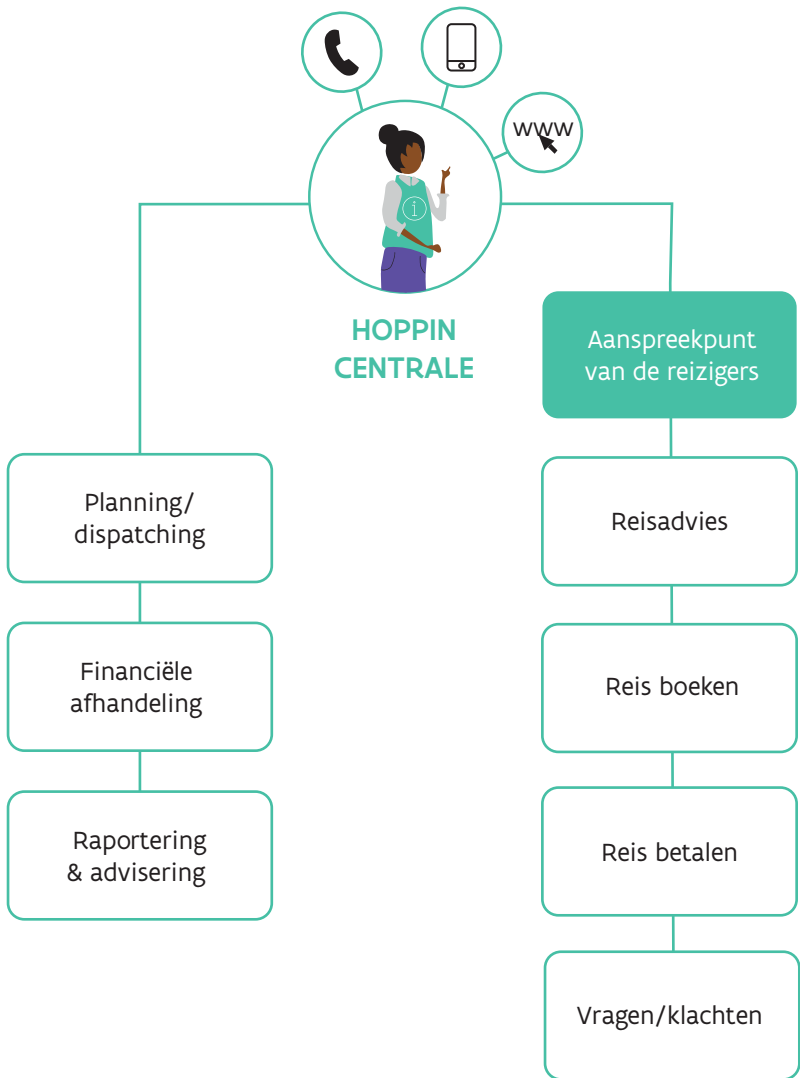 www
i
HOPPIN
CENTRALE
Aanspreekpunt
van de reizigers
Planning/
dispatching
Financiële
afhandeling
Raportering
& advisering
Reisadvies
Reis boeken
Reis betalen
Vragen/klachten